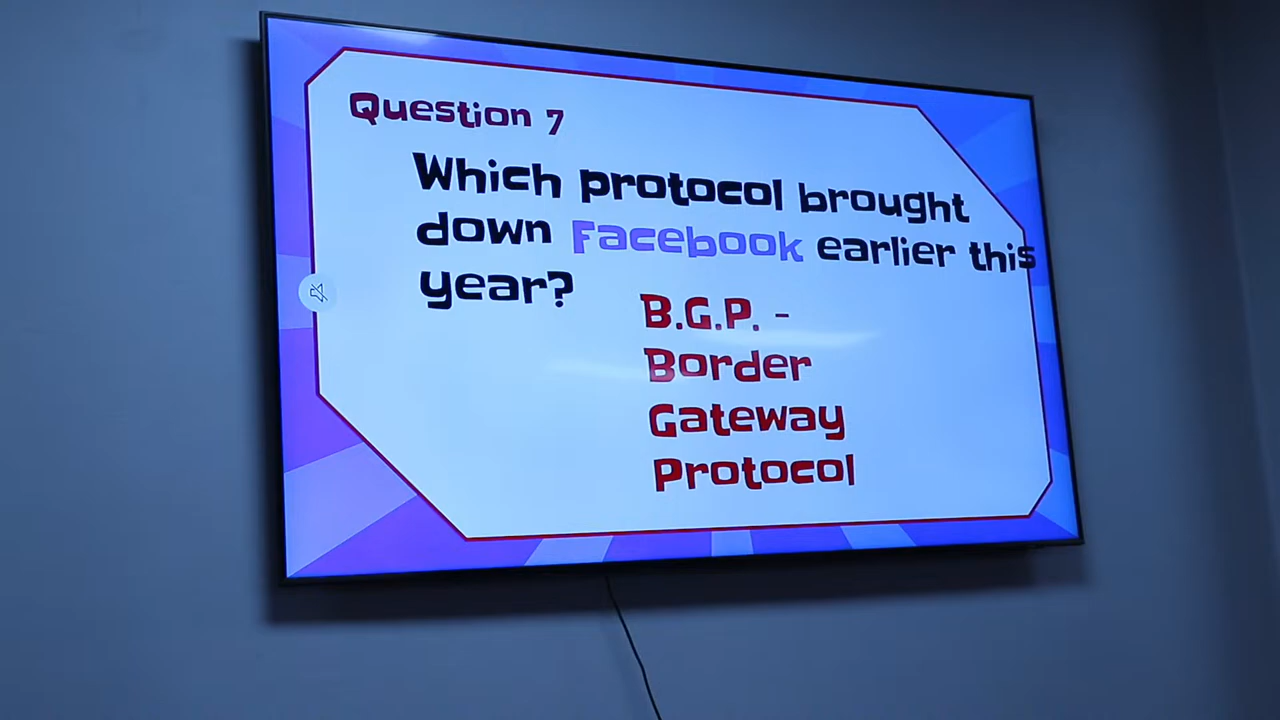 Question 7
Which protocol brought
down Facebook earlier this
year?
B.G.P. -
Border
Gateway
Protocol